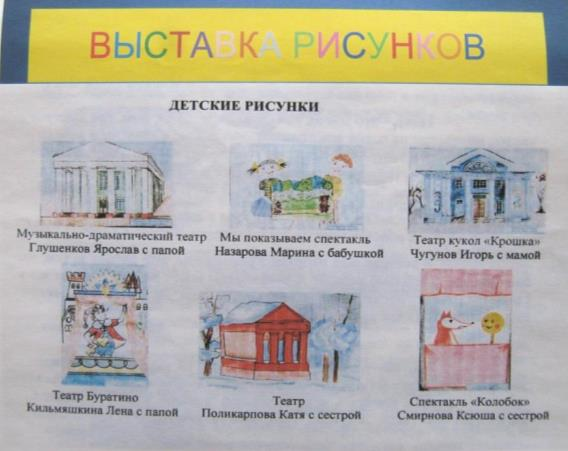 ВЫСТАВКА РИСУНКОВ
ДЕТСКИЕ РИСУНКИ
Музыкально-драматический театр
Глушенков Ярослав с папой
Мы показываем спектакль
Назарова Марина с бабушкой
Театр кукол «Крошка»
Чугунов Игорь с мамой
Театр Буратино
Кильмяшкина Лена с папой
Театр
Поликарпова Катя с сестрой
Спектакль «Колобок»
Смирнова Ксюша с сестрой